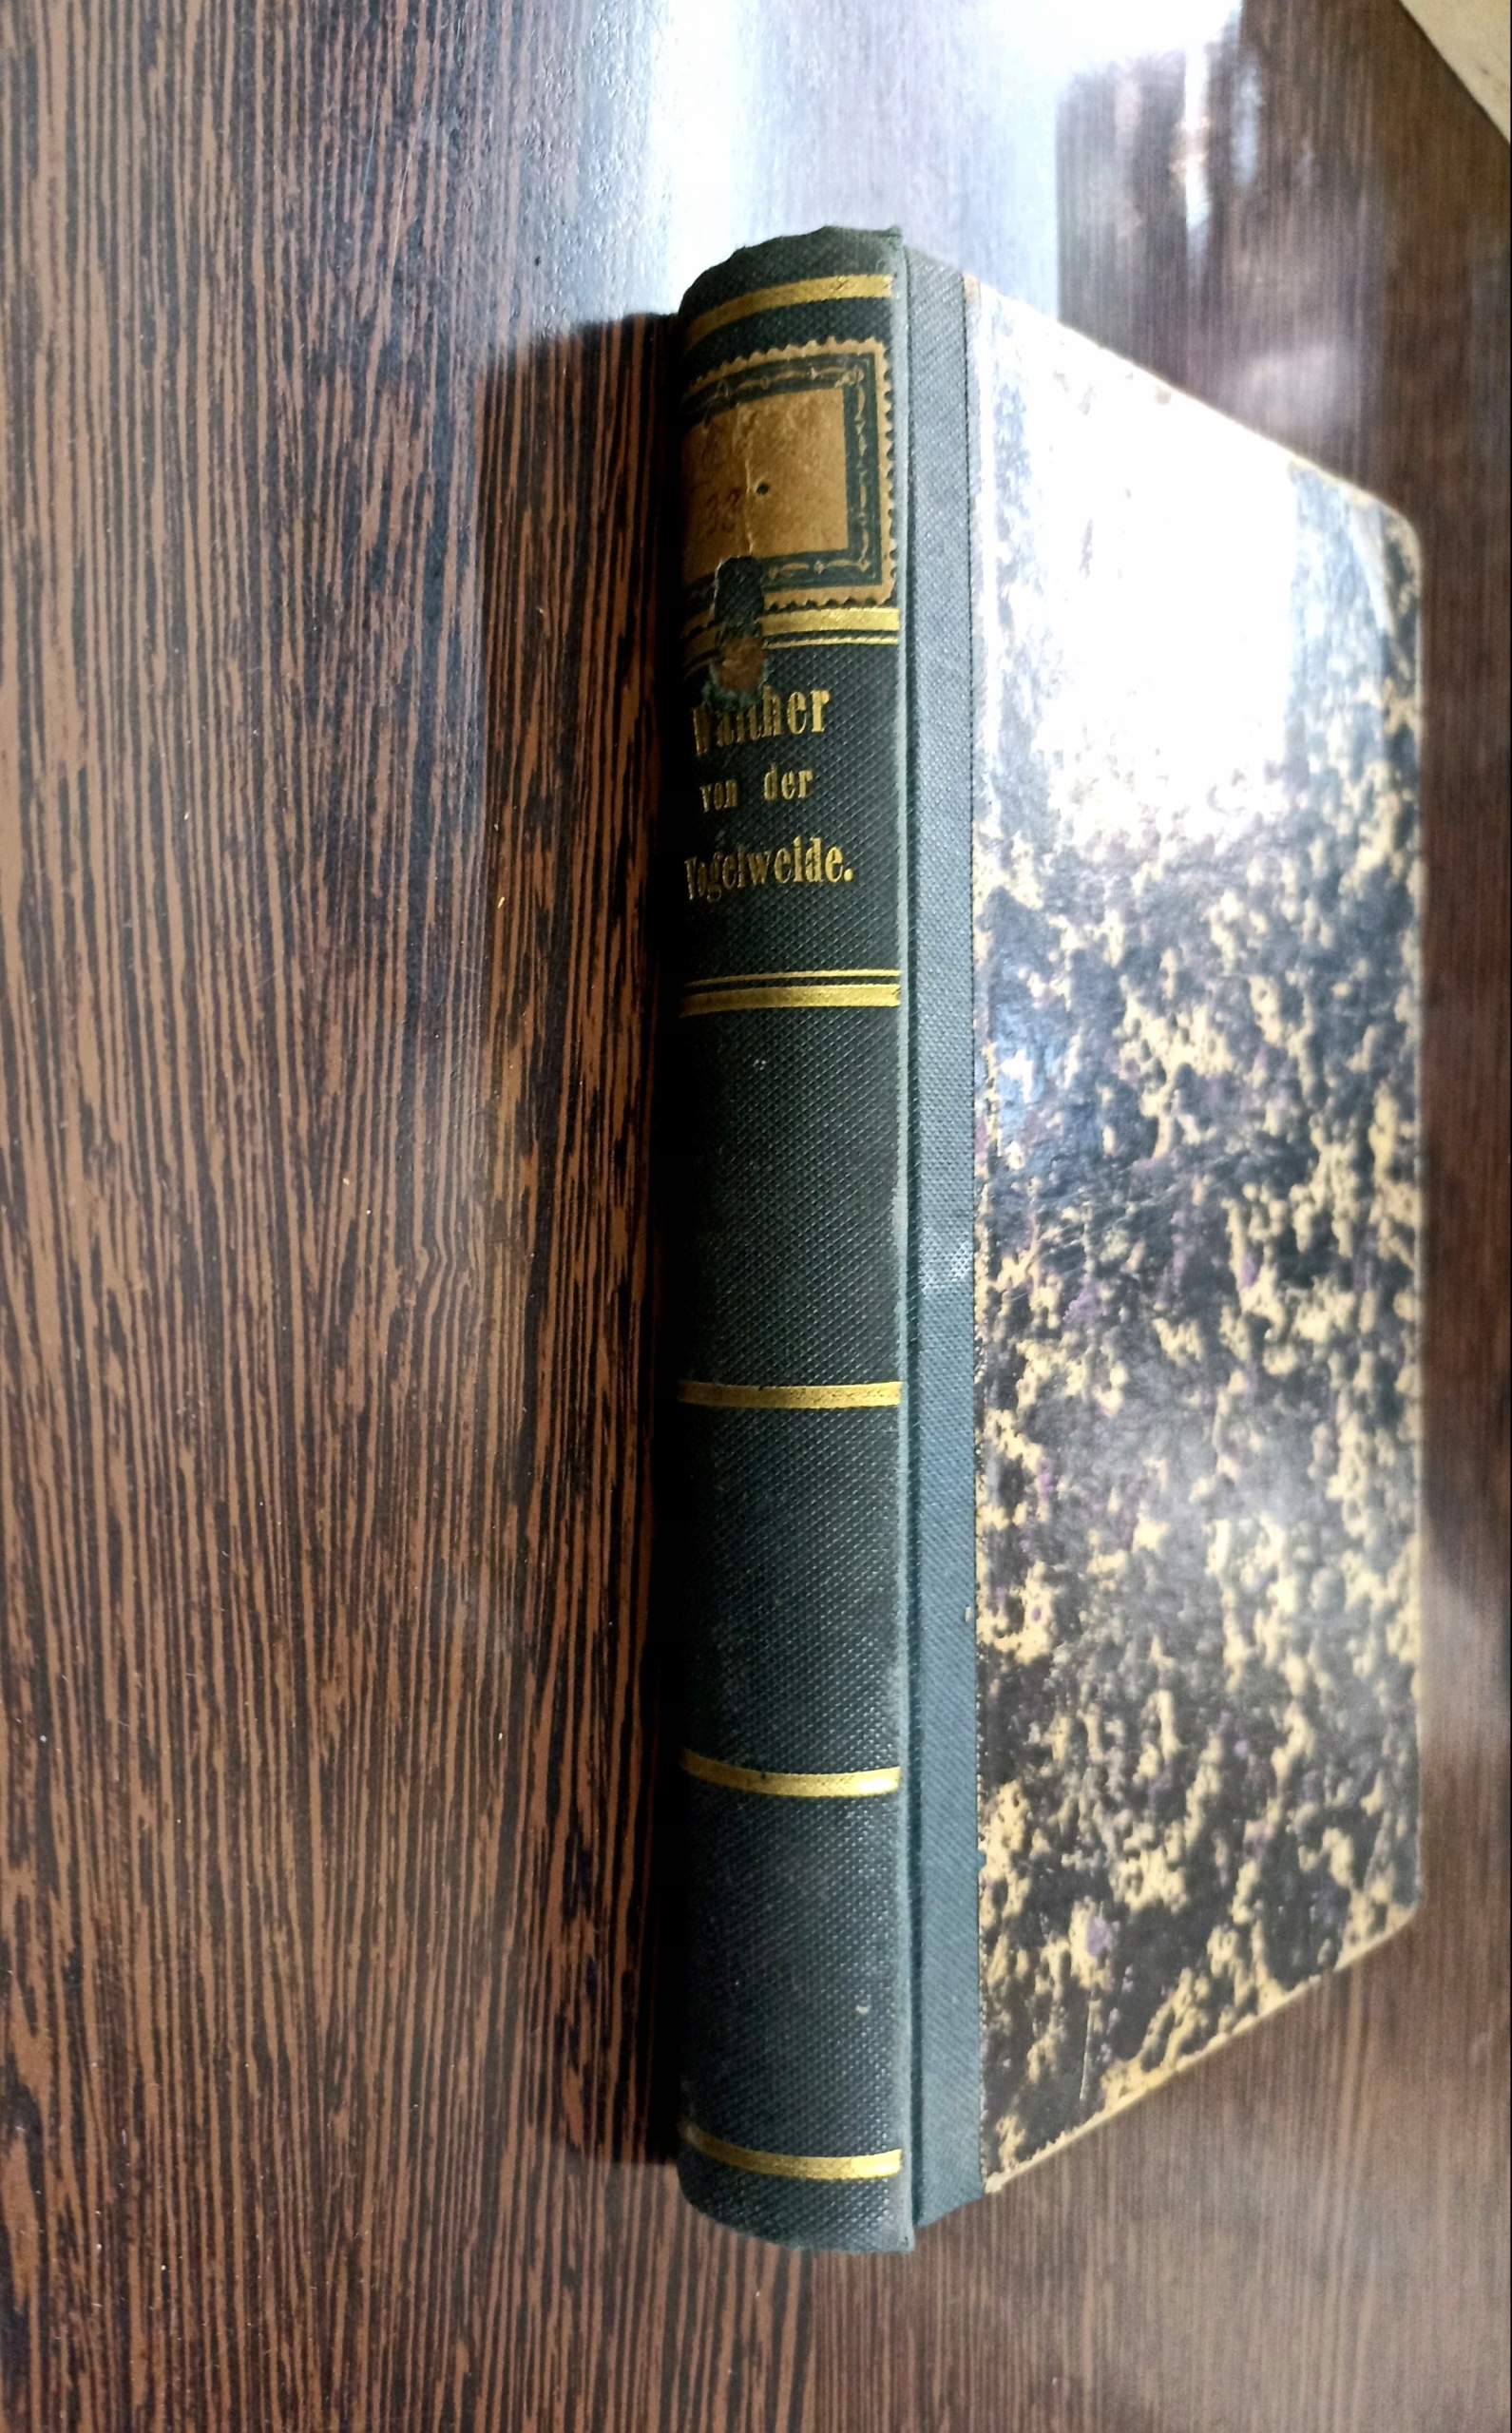 Walther
von der
Vogelweide.